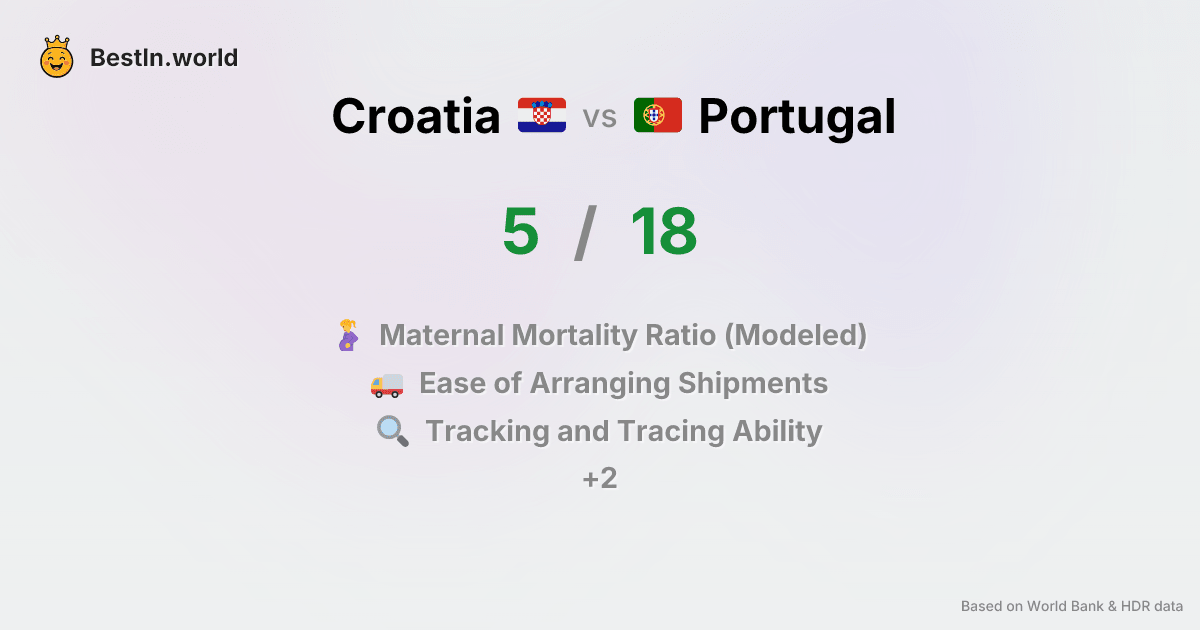 BestIn.world
Croatia vs Portugal
5 / 18
Maternal Mortality Ratio (Modeled)
Ease of Arranging Shipments
Tracking and Tracing Ability
+2
Based on World Bank & HDR data